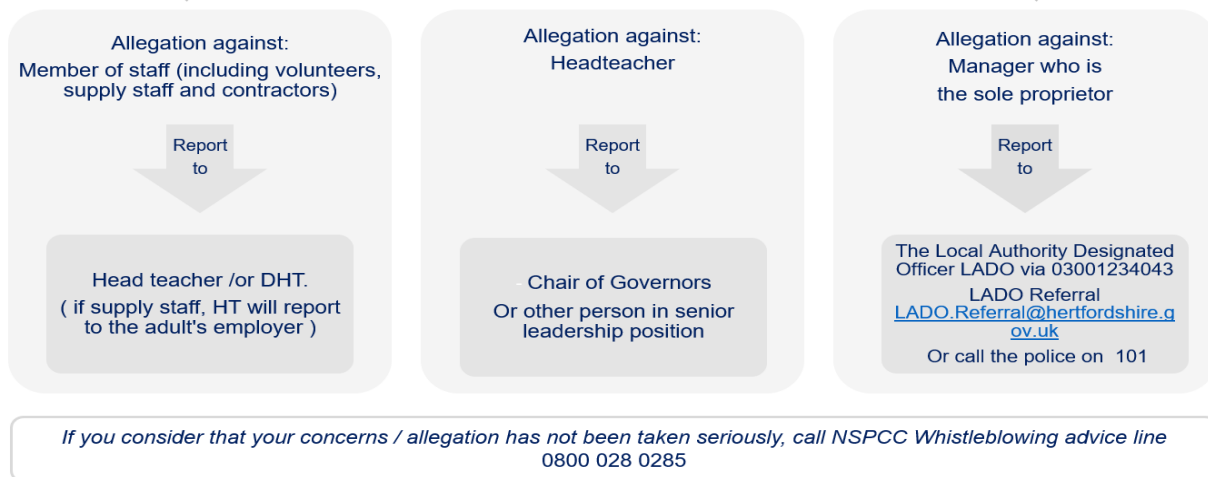 Allegation against:
Member of staff (including volunteers,
supply staff and contractors)
Report
to
Head teacher /or DHT.
( if supply staff, HT will report
to the adult's employer )
Allegation against:
Headteacher
Report
to
- Chair of Governors
Or other person in senior
leadership position
Allegation against:
Manager who is
the sole proprietor
Report
to
The Local Authority Designated
Officer LADO via 03001234043
LADO Referral
LADO.Referral@hertfordshire.g
ov.uk
Or call the police on 101
If you consider that your concerns / allegation has not been taken seriously, call NSPCC Whistleblowing advice line
0800 028 0285